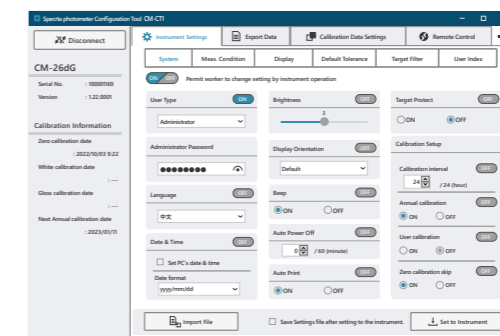 Specrta photometer Configuration Tool CM-CT1
Disconnect
Instrument Settings
Export Data
Calibration Data Settings
Remote Control
System
Meas. Condition
Display
Default Tolerance
Target Filter
User Index
CM-26dG
ON OFF Permit worker to change setting by instrument operation
Serial No. : 100001169
Version : 1.22.0001
Calibration Information
Zero calibration date
: 2022/10/03 9:22
White calibration date
: ---
Gloss calibration date
: ---
Next Annual calibration date
: 2023/01/11
User Type ON
Administrator
Administrator Password
Language OFF
中文
Date & Time OFF
Set PC's date & time
Date format
yyyy/mm/dd
Brightness OFF
3
Display Orientation OFF
Default
Beep OFF
ON OFF
Auto Power Off OFF
0 / 60 (minute)
Auto Print OFF
ON OFF
Target Protect OFF
ON OFF
Calibration Setup
Calibration interval OFF
24 / 24 (hour)
Annual calibration OFF
ON OFF
User calibration OFF
ON OFF
Zero calibration skip OFF
ON OFF
Import File
Save Settings file after setting to the instrument.
Set to Instrument